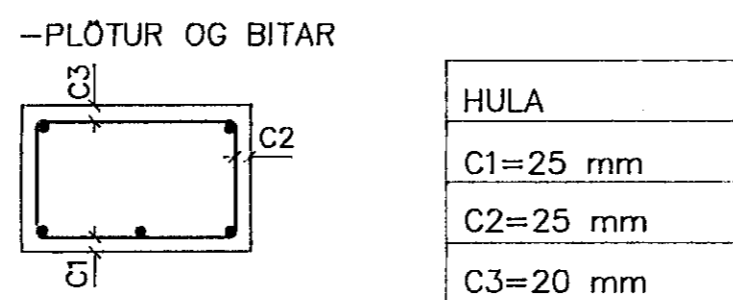 -PLÖTUR OG BITAR
C3
C2
C1
HULA
C1=25 mm
C2=25 mm
C3=20 mm